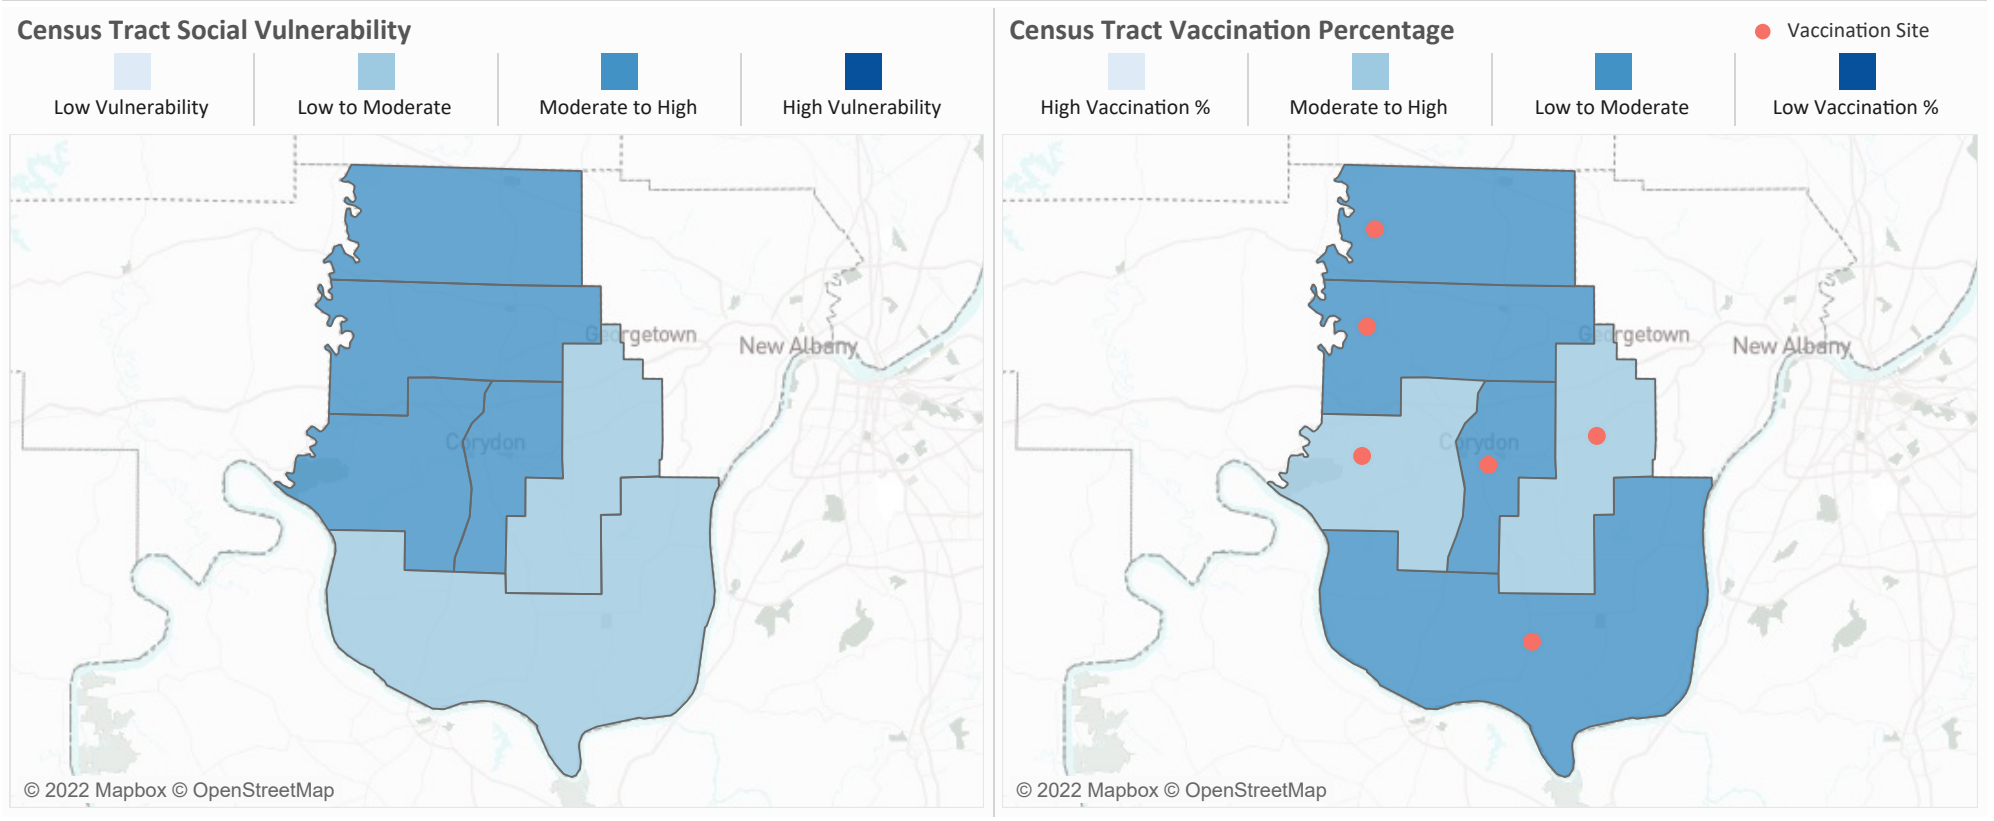 Census Tract Social Vulnerability
Low Vulnerability
Low to Moderate
Moderate to High
High Vulnerability
Georgetown
New Albany
Corydon
© 2022 Mapbox © OpenStreetMap
Census Tract Vaccination Percentage
Vaccination Site
High Vaccination %
Moderate to High
Low to Moderate
Low Vaccination %
Georgetown
New Albany
Corydon
© 2022 Mapbox © OpenStreetMap